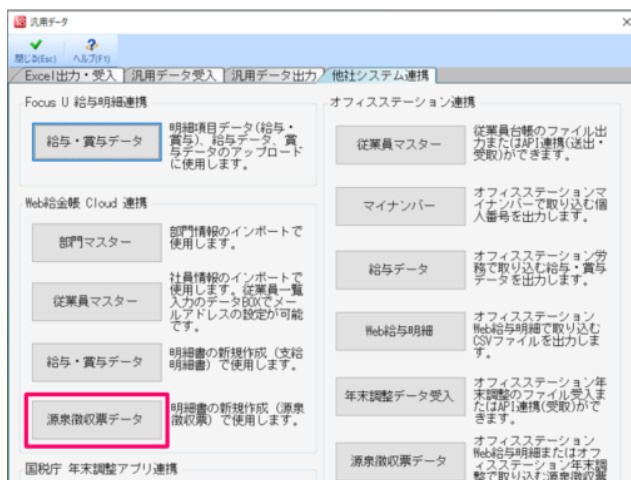 汎用データ
閉じる(Esc) ヘルプ(F1)
Excel出力・受入 汎用データ受入 汎用データ出力 他社システム連携
Focus U 給与明細連携
給与・賞与データ
明細項目データ(給与・
賞与)、給与データ、賞
与データのアップロード
に使用します。
Web給金帳 Cloud 連携
部門マスター
部門情報のインポートで
使用します。
従業員マスター
社員情報のインポートで
使用します。従業員一覧
入力のデータBOXでメー
ルアドレスの設定が可能
です。
給与・賞与データ
明細書の新規作成（支給
明細書）で使用します。
源泉徴収票データ
明細書の新規作成（源泉
徴収票）で使用します。
国税庁 年末調整アプリ連携
オフィスステーション連携
従業員マスター
従業員台帳のファイル出
力またはAPI連携(送出・
受取)ができます。
マイナンバー
オフィスステーションマ
イナンバーで取り込む個
人番号を出力します。
給与データ
オフィスステーション労
務で取り込む給与・賞与
データを出力します。
Web給与明細
オフィスステーション
Web給与明細で取り込む
CSVファイルを出力しま
す。
年末調整データ受入
オフィスステーション年
末調整のファイル受入ま
たはAPI連携(受取)がで
きます。
源泉徴収票データ
オフィスステーション
Web給与明細またはオフ
ィスステーション年末調
整で取り込む源泉徴収票